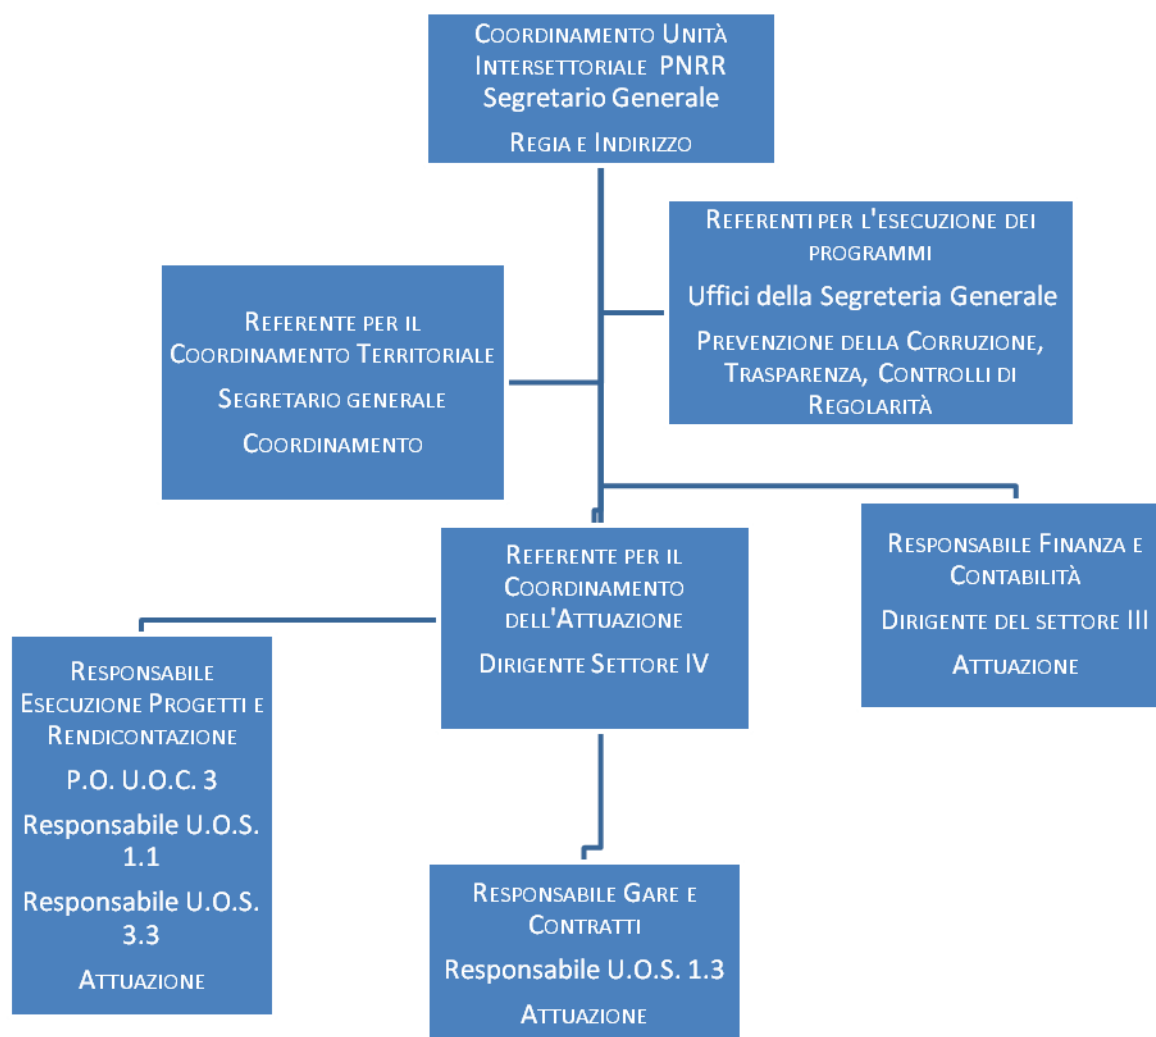 Coordinamento Unità
Intersettoriale PNRR
Segretario Generale
Regia e Indirizzo
Referenti per l'esecuzione dei
programmi
Uffici della Segreteria Generale
Prevenzione della Corruzione,
Trasparenza, Controlli di
Regolarità
Referente per il
Coordinamento Territoriale
Segretario generale
Coordinamento
Referente per il
Coordinamento
dell'Attuazione
Dirigente Settore IV
Responsabile Finanza e
Contabilità
Dirigente del settore III
Attuazione
Responsabile
Esecuzione Progetti e
Rendicontazione
P.O. U.O.C. 3
Responsabile U.O.S.
1.1
Responsabile U.O.S.
3.3
Attuazione
Responsabile Gare e
Contratti
Responsabile U.O.S. 1.3
Attuazione